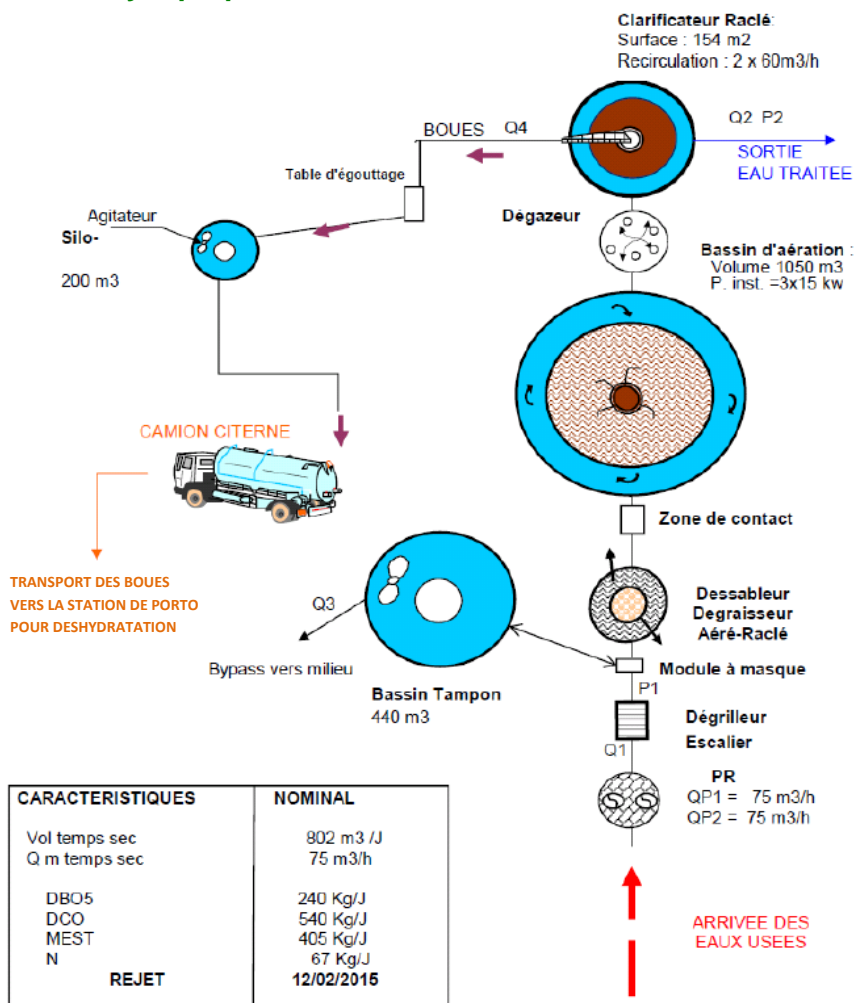 Clarificateur Raclé:
Surface : 154 m2
Recirculation : 2 x 60m3/h
BOUES Q4
Q2 P2
SORTIE
EAU TRAITEE
Table d'égouttage
Dégazeur
Agitateur
Silo-
200 m3
Bassin d'aération :
Volume 1050 m3
P. inst. =3x15 kw
CAMION CITERNE
Zone de contact
TRANSPORT DES BOUES
VERS LA STATION DE PORTO
POUR DESHYDRATATION
Q3
Dessableur
Degraisseur
Aéré-Raclé
Bypass vers milieu
Module à masque
P1
Bassin Tampon
440 m3
Dégrilleur
Escalier
Q1
PR
QP1 = 75 m3/h
QP2 = 75 m3/h
CARACTERISTIQUES NOMINAL
Vol temps sec 802 m3 /J
Q m temps sec 75 m3/h
DBO5 240 Kg/J
DCO 540 Kg/J
MEST 405 Kg/J
N 67 Kg/J
REJET 12/02/2015
ARRIVEE DES
EAUX USEES